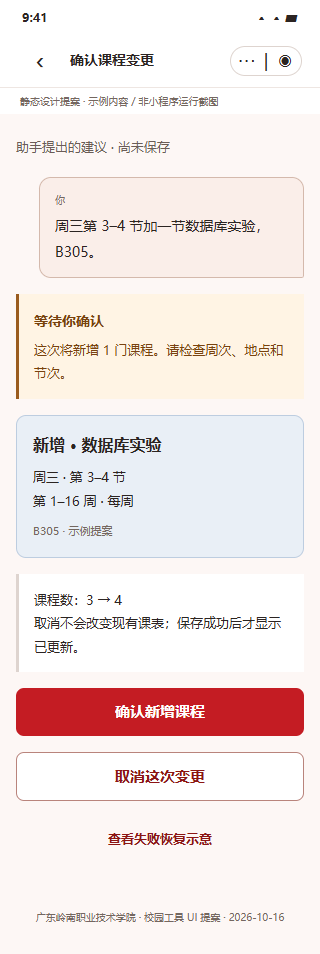 9:41
确认课程变更
静态设计提案 · 示例内容 / 非小程序运行截图
助手提出的建议 · 尚未保存
你
周三第 3–4 节加一节数据库实验，
B305。
等待你确认
这次将新增 1 门课程。请检查周次、地点和
节次。
新增 • 数据库实验
周三 · 第 3–4 节
第 1–16 周 · 每周
B305 · 示例提案
课程数：3 → 4
取消不会改变现有课表；保存成功后才显示
已更新。
确认新增课程
取消这次变更
查看失败恢复示意
广东岭南职业技术学院 · 校园工具 UI 提案 · 2026-10-16